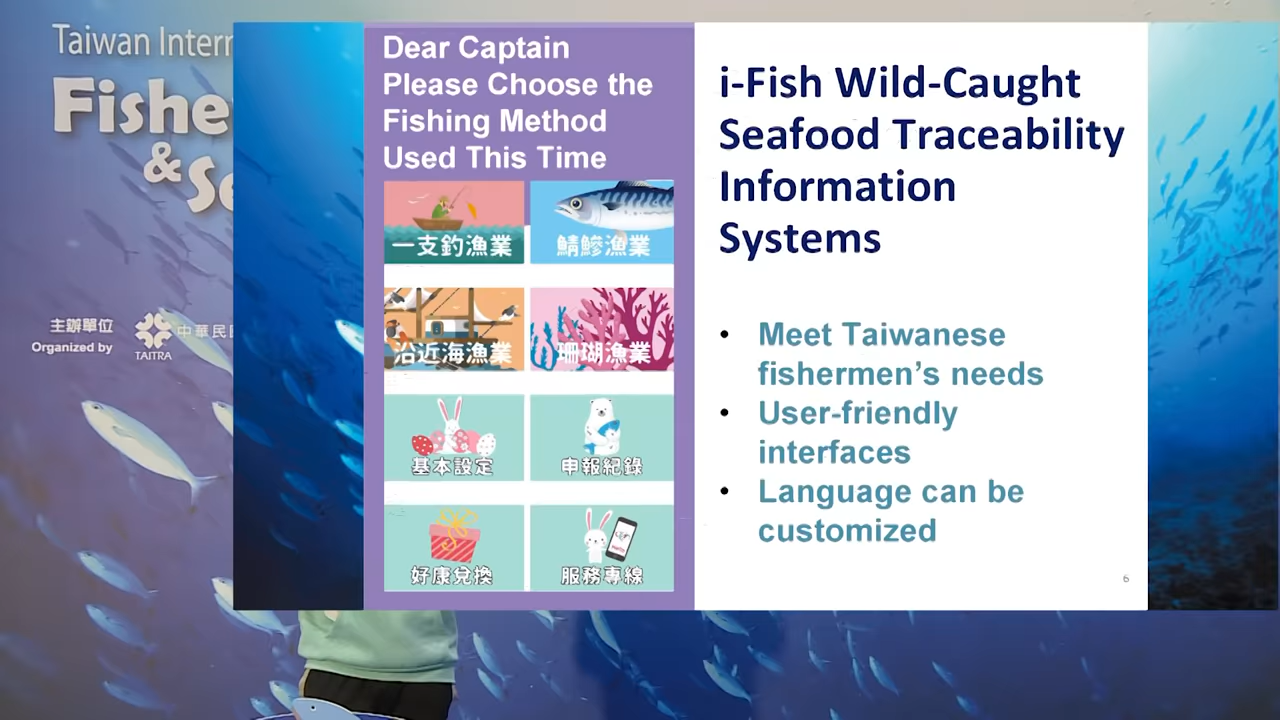 Taiwan Intern
Fishe
& Se
主辦單位
Organized by
TAITRA
中華民國
Dear Captain
Please Choose the
Fishing Method
Used This Time
一支釣漁業
鯖鰺漁業
沿近海漁業
珊瑚漁業
基本設定
申報紀錄
好康兌換
服務專線
i-Fish Wild-Caught
Seafood Traceability
Information
Systems
• Meet Taiwanese
fishermen’s needs
• User-friendly
interfaces
• Language can be
customized
6